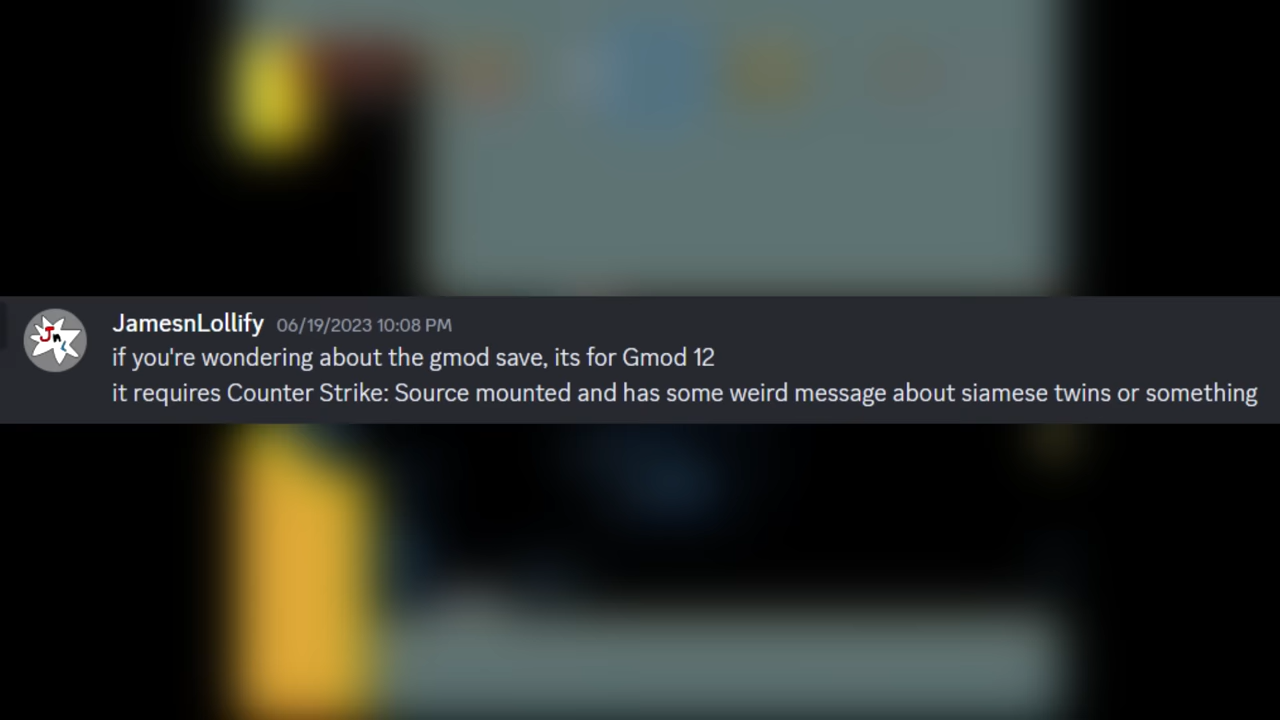 JamesnLollify 06/19/2023 10:08 PM
if you're wondering about the gmod save, its for Gmod 12
it requires Counter Strike: Source mounted and has some weird message about siamese twins or something